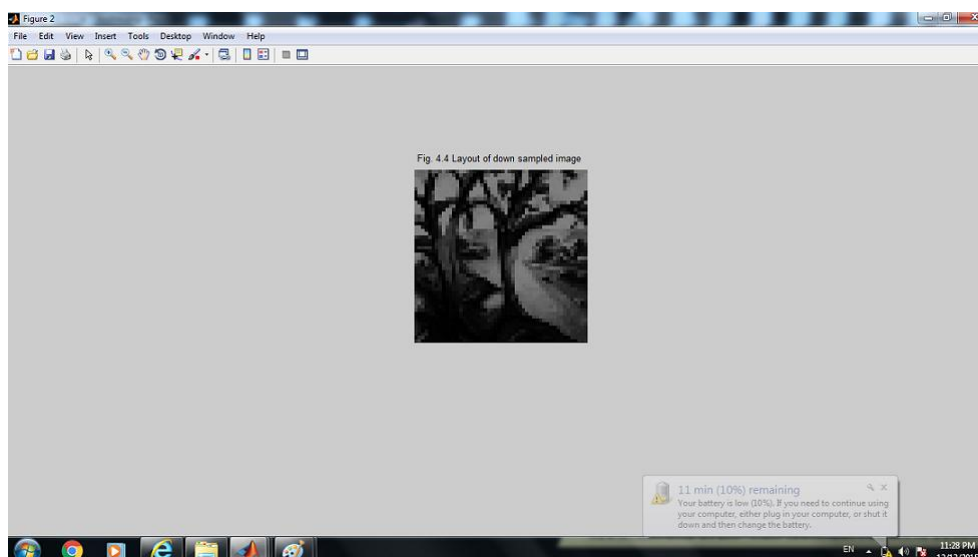 Figure 2
File Edit View Insert Tools Desktop Window Help
Fig. 4.4 Layout of down sampled image
11 min (10%) remaining
Your battery is low (10%). If you need to continue using
your computer, either plug in your computer, or shut it
down and then change the battery.
EN
11:28 PM